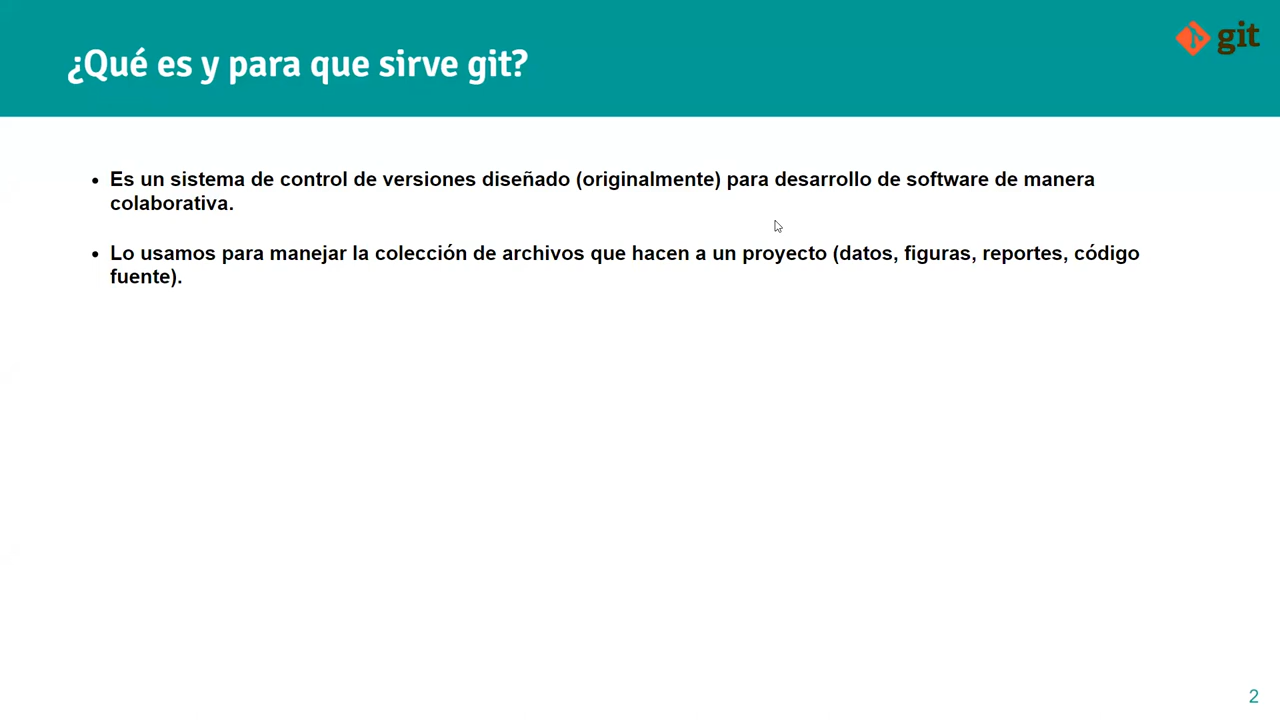 git
¿Qué es y para que sirve git?
• Es un sistema de control de versiones diseñado (originalmente) para desarrollo de software de manera
colaborativa.
• Lo usamos para manejar la colección de archivos que hacen a un proyecto (datos, figuras, reportes, código
fuente).
2